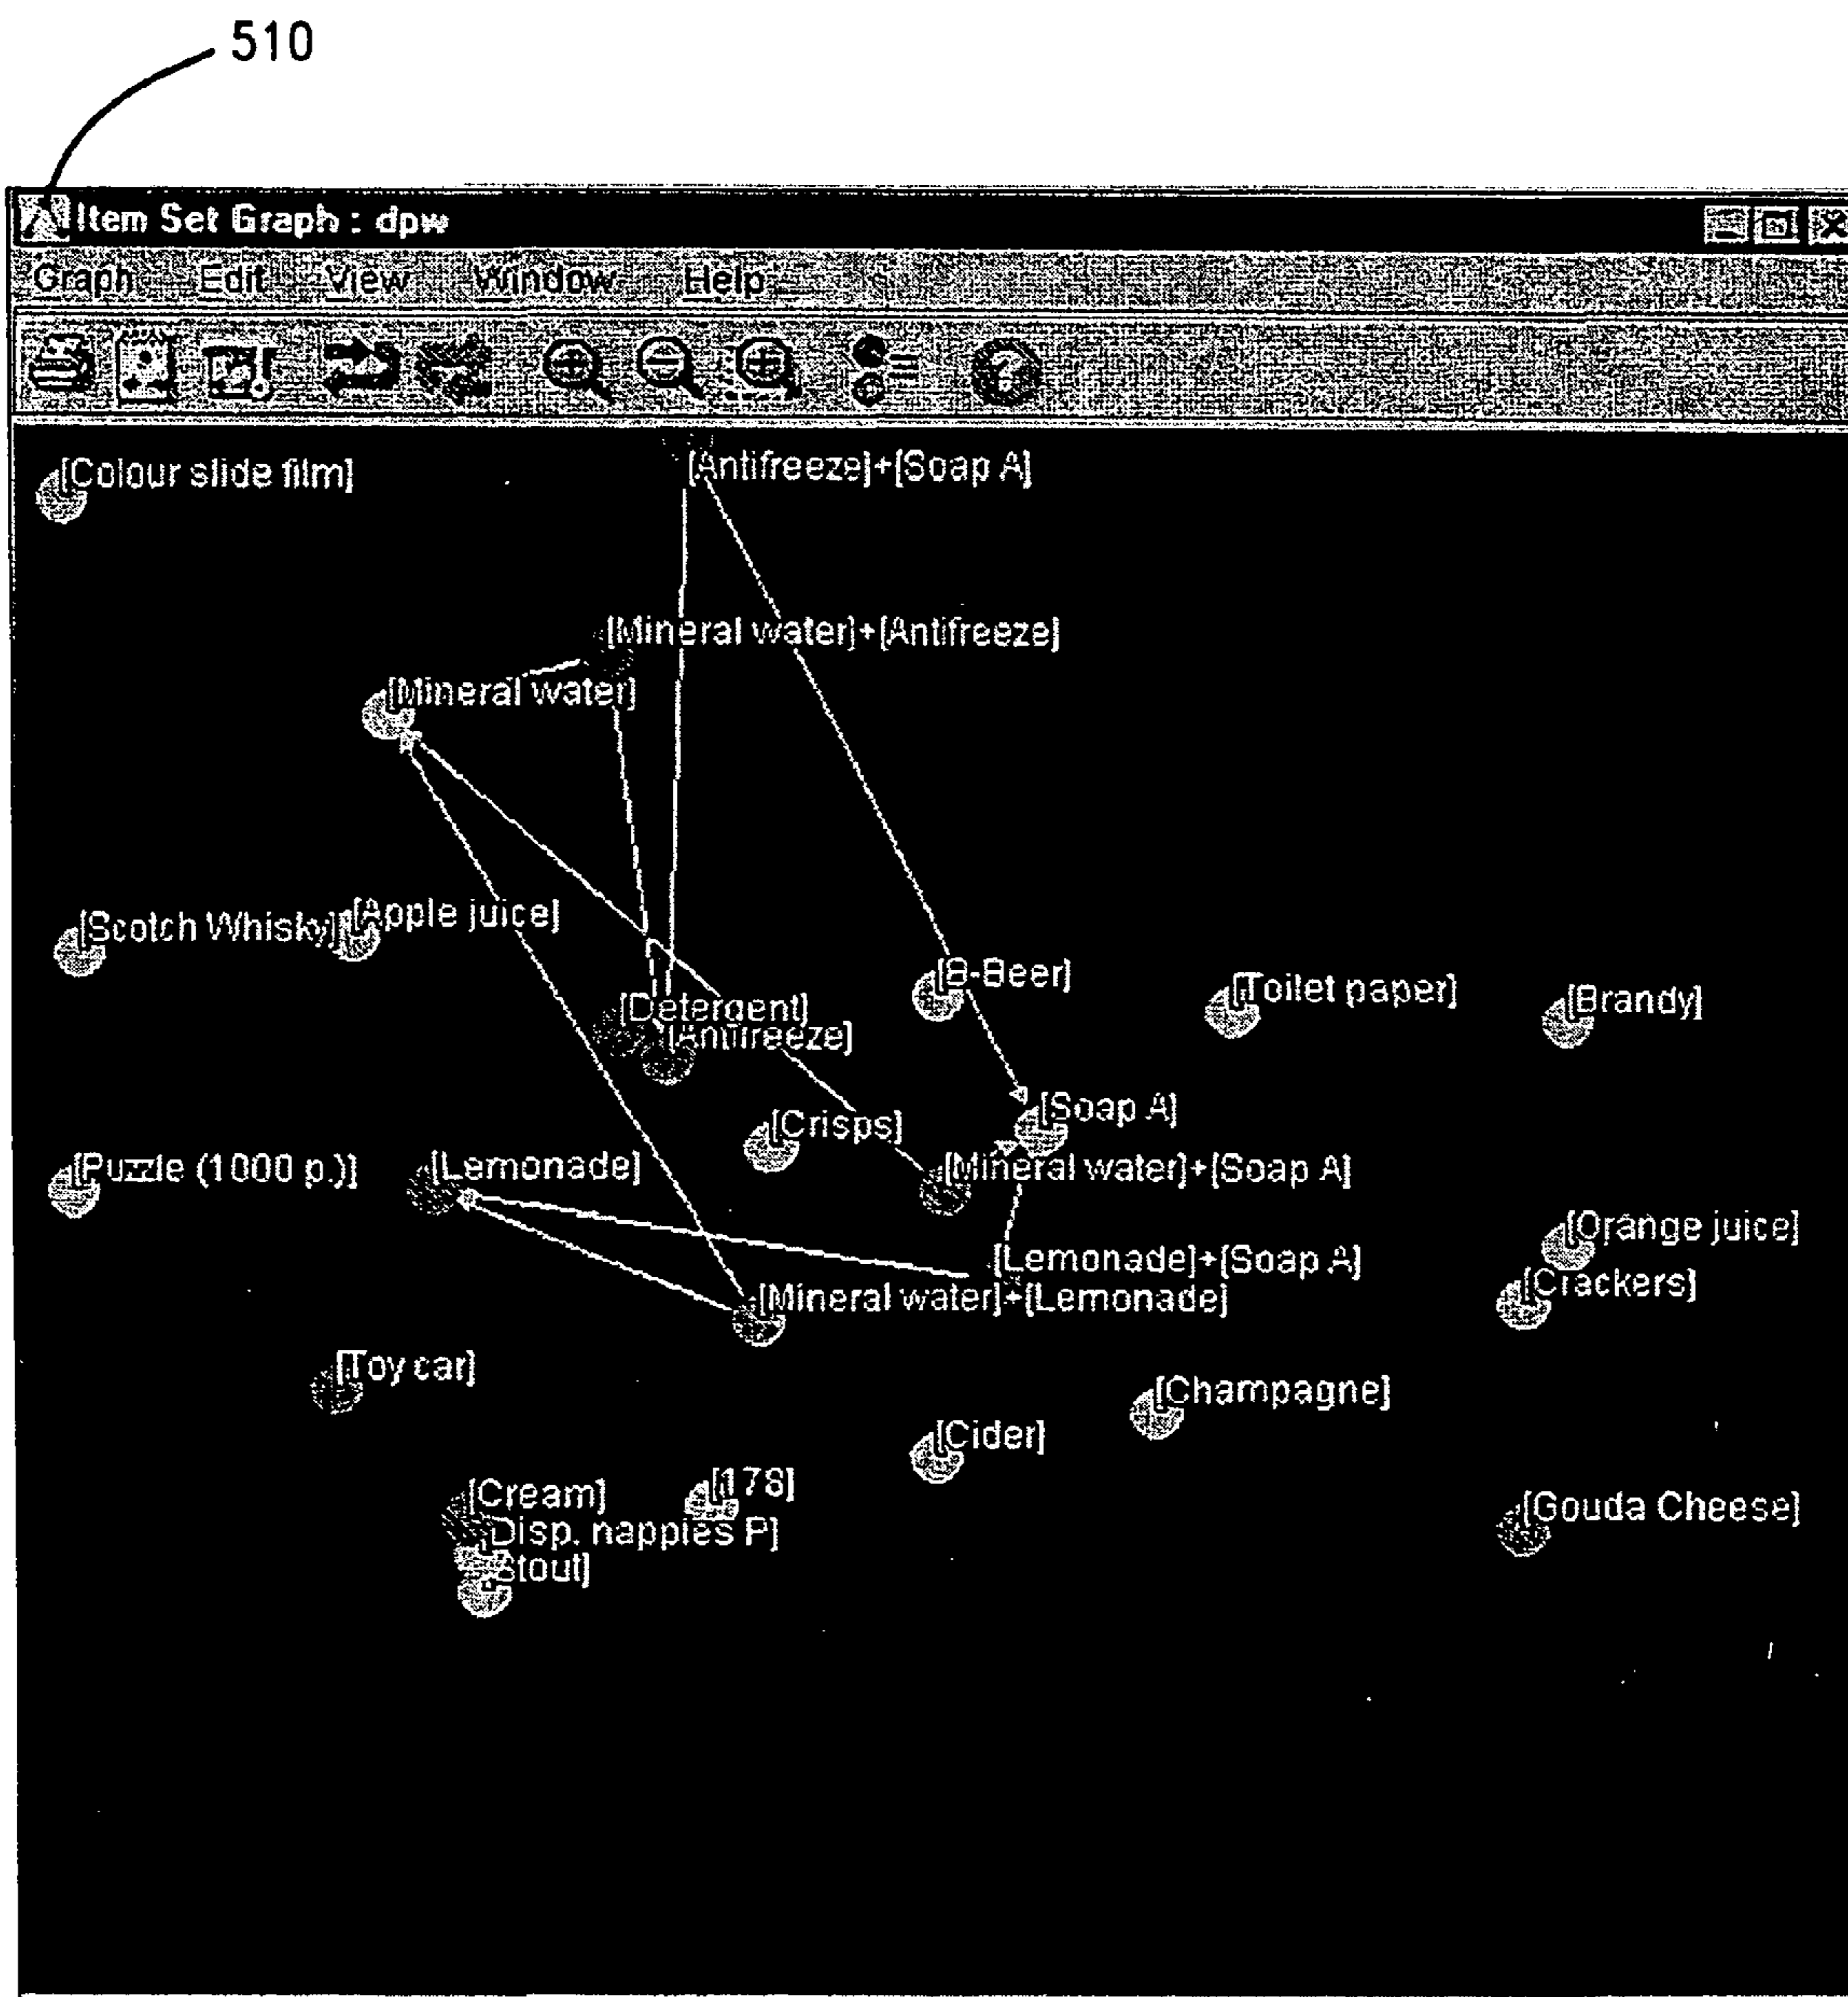 510
Item Set Graph : dpw
Graph Edit View Window Help
[Colour slide film]
[Antifreeze]+[Soap A]
[Mineral water]+[Antifreeze]
[Mineral water]
[Scotch Whisky]
[Apple juice]
[B-Beer]
[Toilet paper]
[Brandy]
[Detergent]
[Antifreeze]
[Soap A]
[Crisps]
[Puzzle (1000 p.)]
[Lemonade]
[Mineral water]+[Soap A]
[Orange juice]
[Lemonade]+[Soap A]
[Crackers]
[Mineral water]+[Lemonade]
[Toy car]
[Champagne]
[Cider]
[Cream]
[178]
[Gouda Cheese]
[Disp. nappies P]
[Stout]